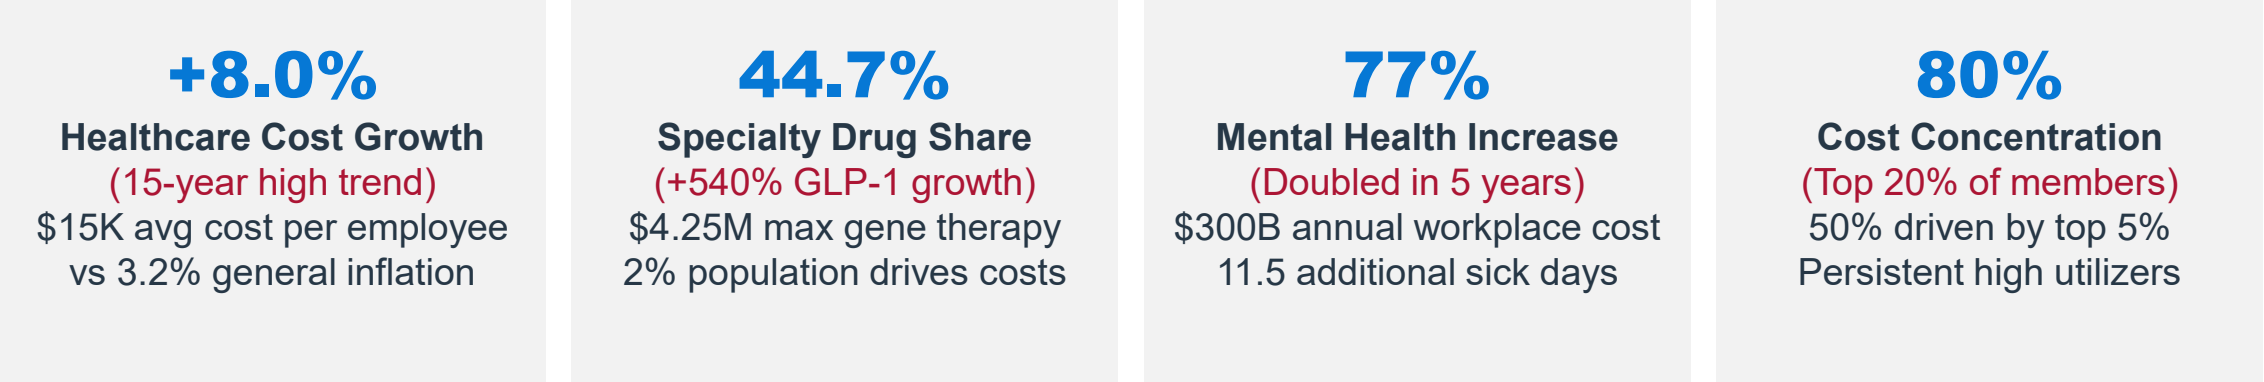 +8.0%
Healthcare Cost Growth
(15-year high trend)
$15K avg cost per employee
vs 3.2% general inflation
44.7%
Specialty Drug Share
(+540% GLP-1 growth)
$4.25M max gene therapy
2% population drives costs
77%
Mental Health Increase
(Doubled in 5 years)
$300B annual workplace cost
11.5 additional sick days
80%
Cost Concentration
(Top 20% of members)
50% driven by top 5%
Persistent high utilizers